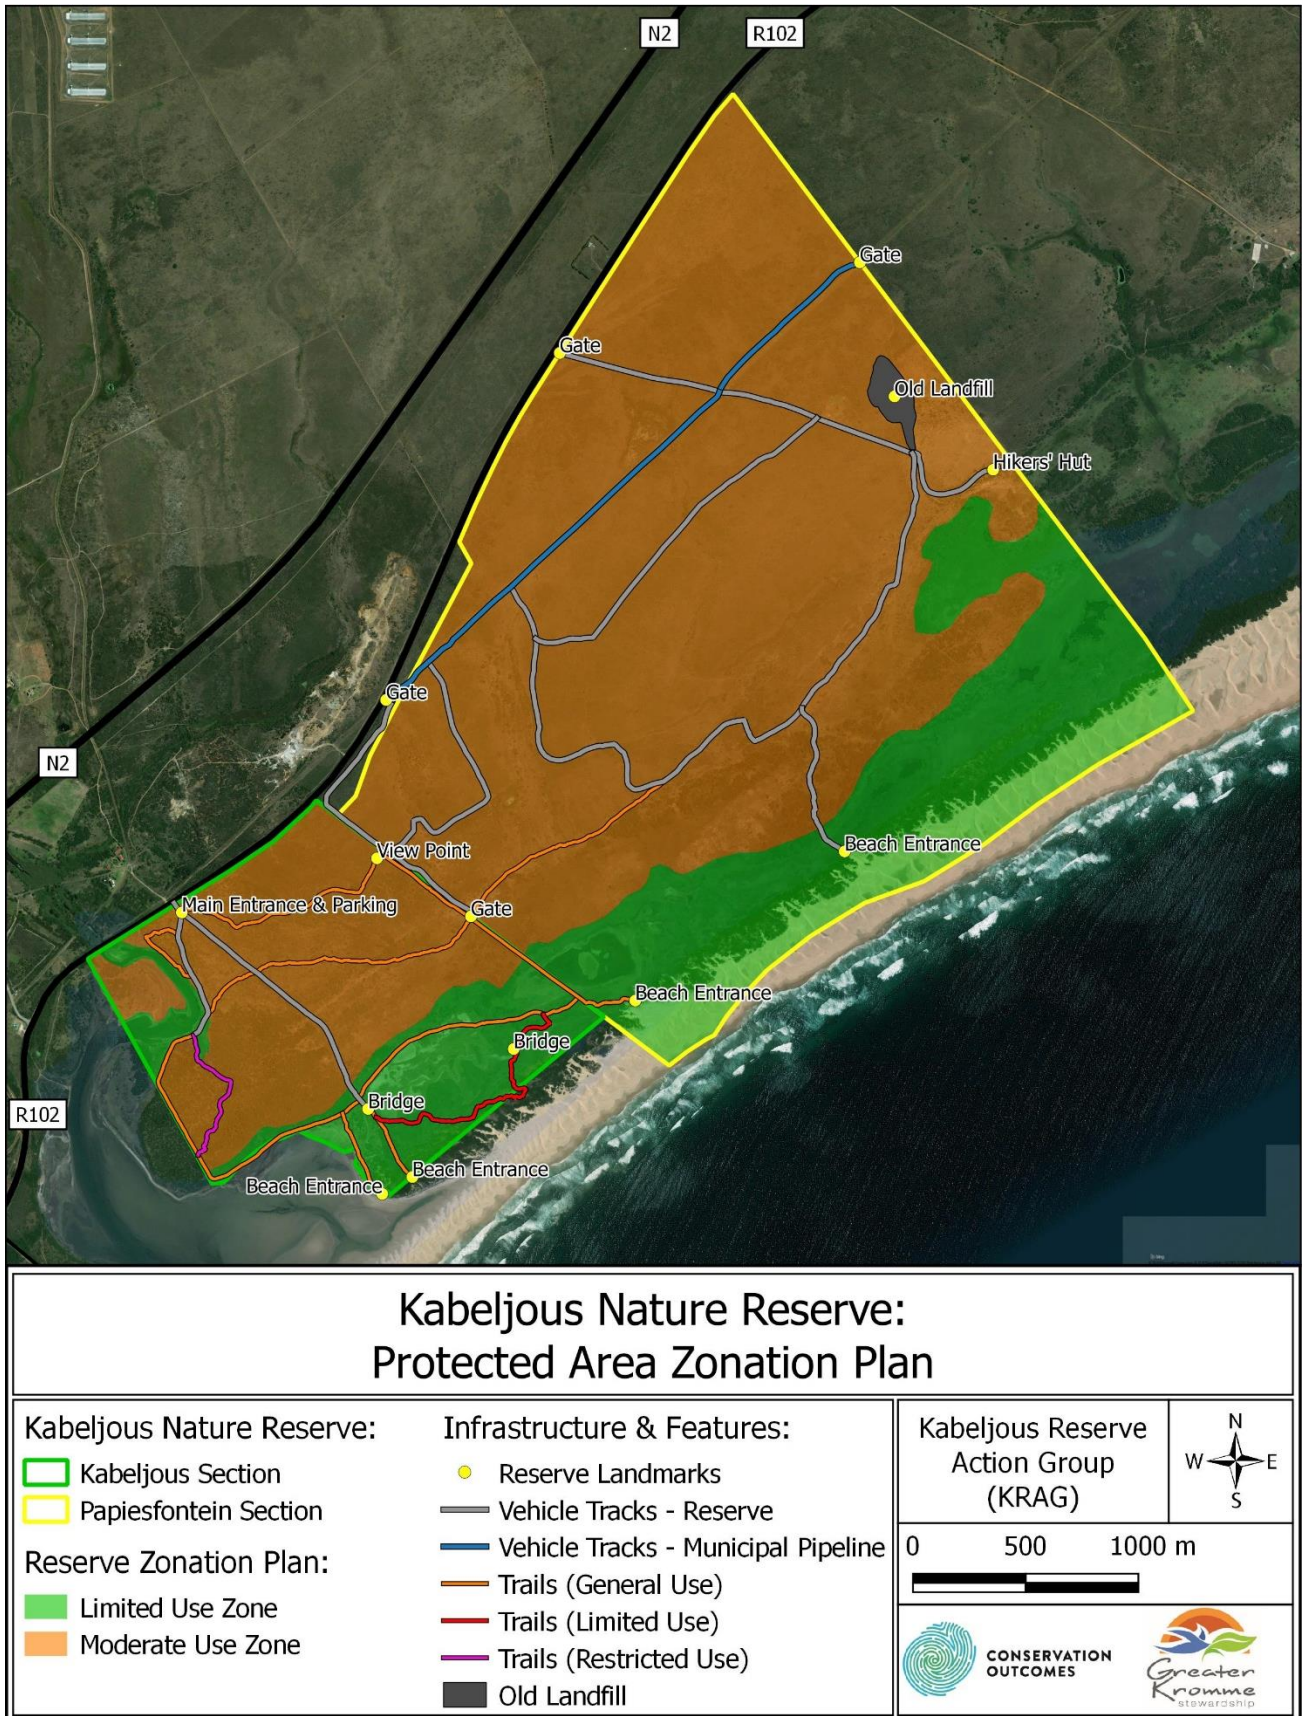 N2
R102
Gate
Gate
Old Landfill
Hikers' Hut
Gate
N2
View Point
Beach Entrance
Main Entrance & Parking
Gate
Beach Entrance
Bridge
Bridge
R102
Beach Entrance
Beach Entrance
Kabeljous Nature Reserve:
Protected Area Zonation Plan
Kabeljous Nature Reserve:
Kabeljous Section
Papiesfontein Section
Reserve Zonation Plan:
Limited Use Zone
Moderate Use Zone
Infrastructure & Features:
Reserve Landmarks
Vehicle Tracks - Reserve
Vehicle Tracks - Municipal Pipeline
Trails (General Use)
Trails (Limited Use)
Trails (Restricted Use)
Old Landfill
Kabeljous Reserve
Action Group
(KRAG)
N
W E
S
0 500 1000 m
CONSERVATION
OUTCOMES
Greater
Kromme
stewardship